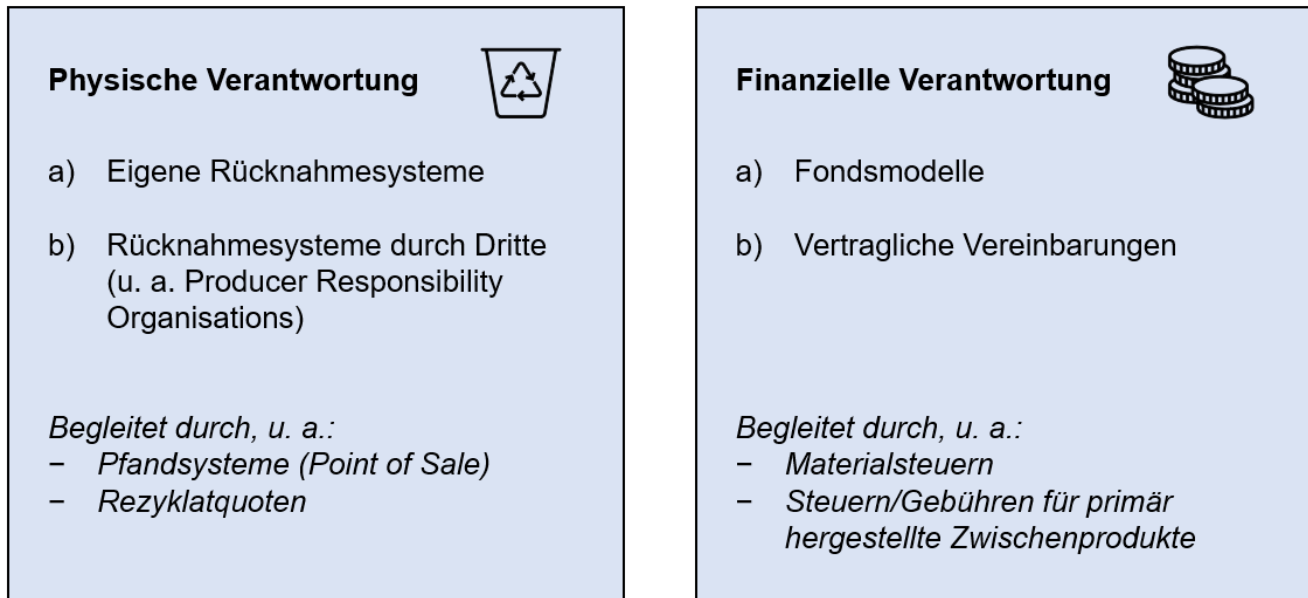 Physische Verantwortung
a) Eigene Rücknahmesysteme
b) Rücknahmesysteme durch Dritte
(u. a. Producer Responsibility
Organisations)
Begleitet durch, u. a.:
− Pfandsysteme (Point of Sale)
− Rezyklatquoten
Finanzielle Verantwortung
a) Fondsmodelle
b) Vertragliche Vereinbarungen
Begleitet durch, u. a.:
− Materialsteuern
− Steuern/Gebühren für primär
hergestellte Zwischenprodukte